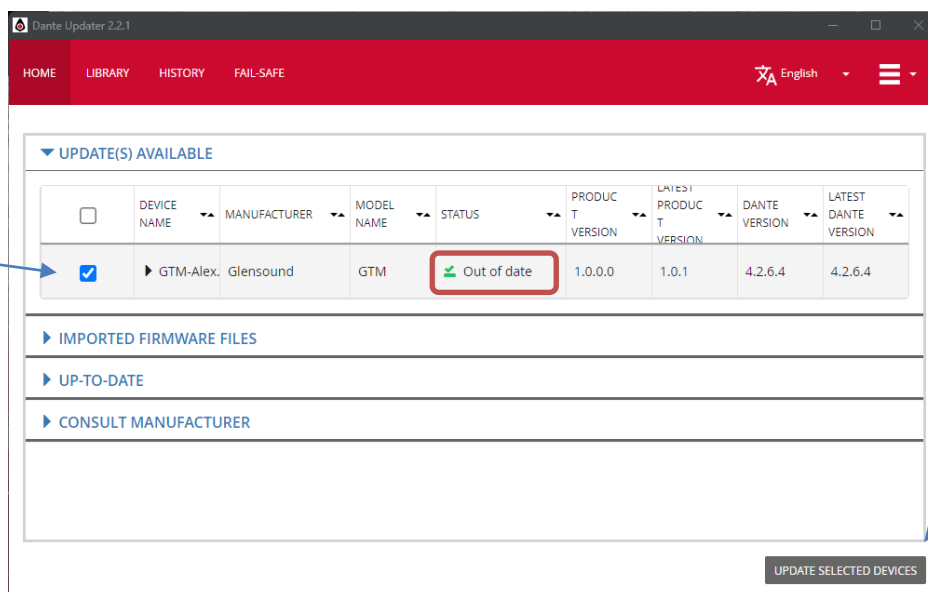 Dante Updater 2.2.1
HOME LIBRARY HISTORY FAIL-SAFE English
UPDATE(S) AVAILABLE
DEVICE NAME MANUFACTURER MODEL NAME STATUS PRODUC T VERSION LATEST PRODUC T VERSION DANTE VERSION LATEST DANTE VERSION
GTM-Alex. Glensound GTM Out of date 1.0.0.0 1.0.1 4.2.6.4 4.2.6.4
IMPORTED FIRMWARE FILES
UP-TO-DATE
CONSULT MANUFACTURER
UPDATE SELECTED DEVICES